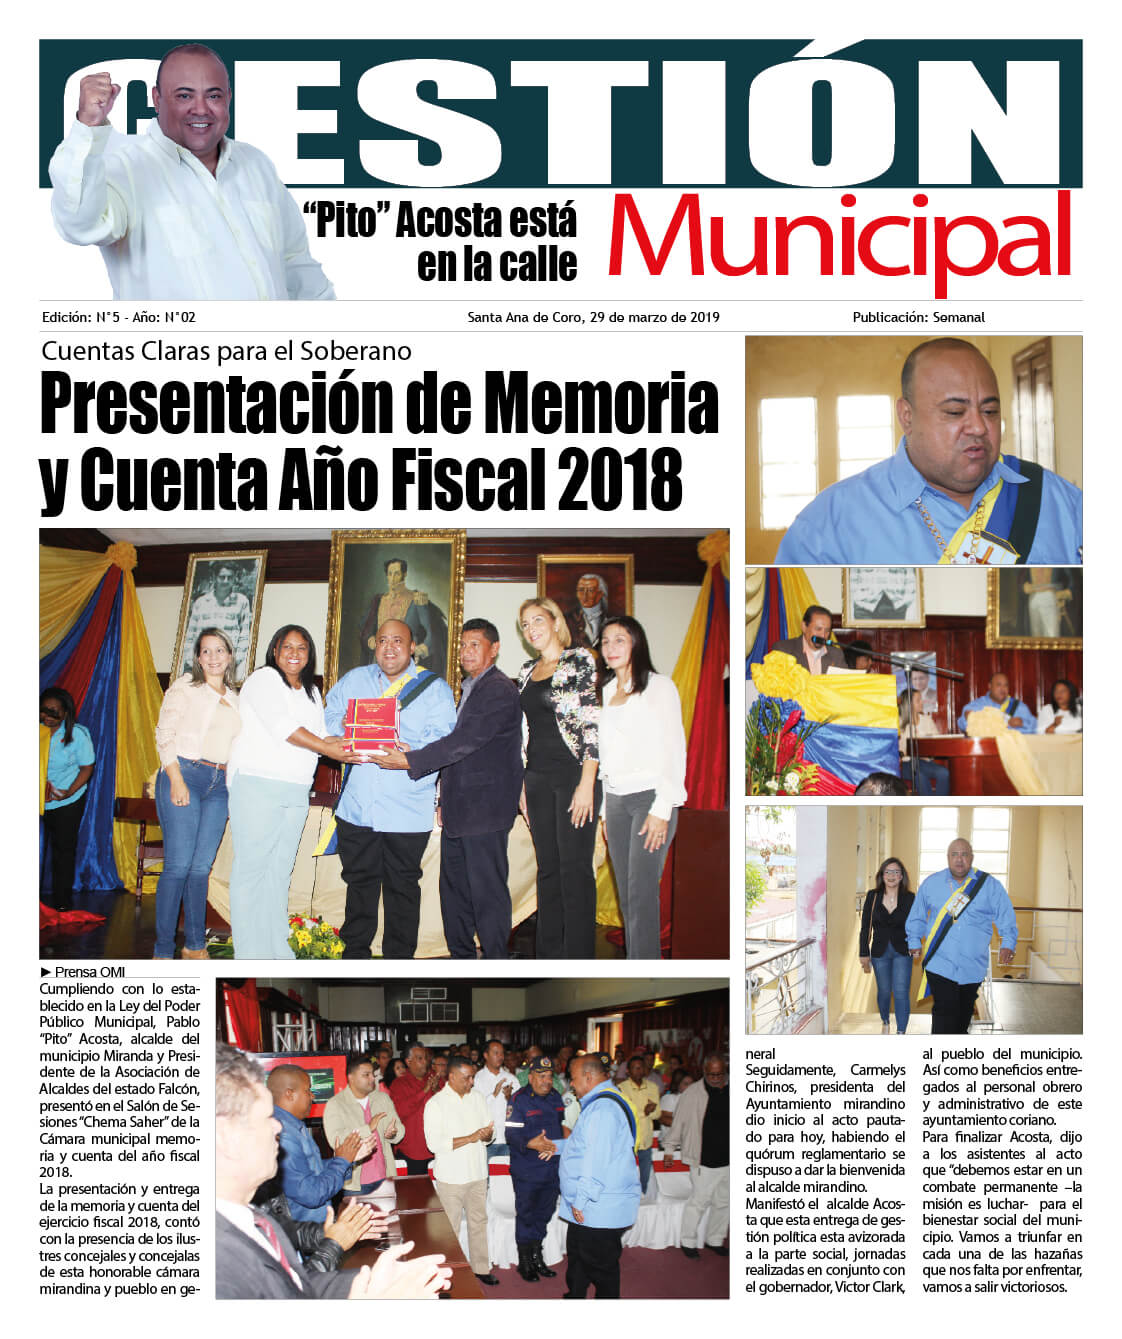 GESTIÓN
Municipal
“Pito” Acosta está
en la calle
Edición: N°5 - Año: N°02
Santa Ana de Coro, 29 de marzo de 2019
Publicación: Semanal
Cuentas Claras para el Soberano
Presentación de Memoria
y Cuenta Año Fiscal 2018
► Prensa OMI
Cumpliendo con lo esta-
blecido en la Ley del Poder
Público Municipal, Pablo
“Pito” Acosta, alcalde del
municipio Miranda y Presi-
dente de la Asociación de
Alcaldes del estado Falcón,
presentó en el Salón de Se-
siones “Chema Saher” de la
Cámara municipal memo-
ria y cuenta del año fiscal
2018.
La presentación y entrega
de la memoria y cuenta del
ejercicio fiscal 2018, contó
con la presencia de los ilus-
tres concejales y concejalas
de esta honorable cámara
mirandina y pueblo en ge-
neral
Seguidamente, Carmelys
Chirinos, presidenta del
Ayuntamiento mirandino
dio inicio al acto pauta-
do para hoy, habiendo el
quórum reglamentario se
dispuso a dar la bienvenida
al alcalde mirandino.
Manifestó el alcalde Acos-
ta que esta entrega de ges-
tión política esta avizorada
a la parte social, jornadas
realizadas en conjunto con
el gobernador, Victor Clark,
al pueblo del municipio.
Así como beneficios entre-
gados al personal obrero
y administrativo de este
ayuntamiento coriano.
Para finalizar Acosta, dijo
a los asistentes al acto
que “debemos estar en un
combate permanente –la
misión es luchar- para el
bienestar social del muni-
cipio. Vamos a triunfar en
cada una de las hazañas
que nos falta por enfrentar,
vamos a salir victoriosos.